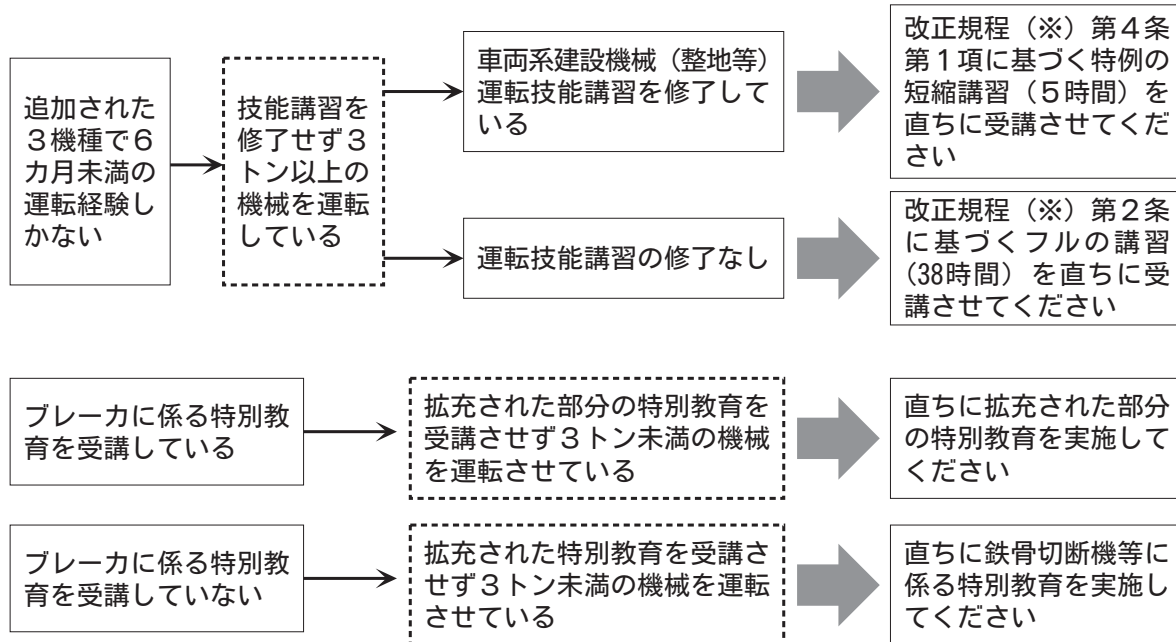 追加された
3機種で6
カ月未満の
運転経験し
かない
技能講習を
修了せず3
トン以上の
機械を運転
している
車両系建設機械（整地等）
運転技能講習を修了して
いる
改正規程（※）第4条
第1項に基づく特例の
短縮講習（5時間）を
直ちに受講させてくだ
さい
運転技能講習の修了なし
改正規程（※）第2条
に基づくフルの講習
(38時間) を直ちに受
講させてください
ブレーカに係る特別教
育を受講している
拡充された部分の特別教育を
受講させず3トン未満の機械
を運転させている
直ちに拡充された部分
の特別教育を実施して
ください
ブレーカに係る特別教
育を受講していない
拡充された特別教育を受講さ
せず3トン未満の機械を運転
させている
直ちに鉄骨切断機等に
係る特別教育を実施し
てください